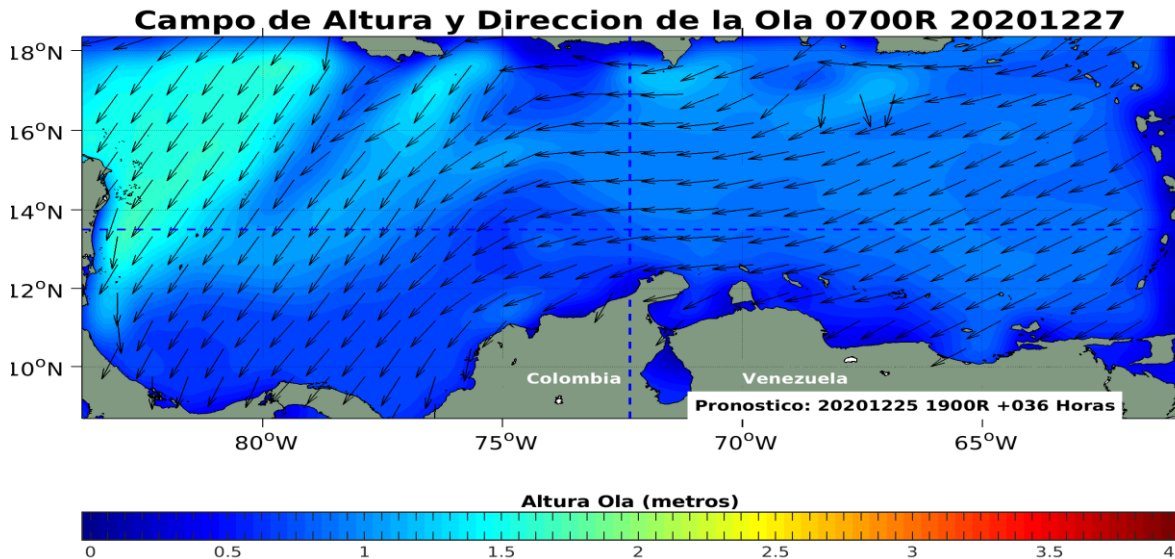 Campo de Altura y Direccion de la Ola 0700R 20201227
18°N
16°N
14°N
12°N
10°N
Colombia
Venezuela
Pronostico: 20201225 1900R +036 Horas
80°W
75°W
70°W
65°W
Altura Ola (metros)
0 0.5 1 1.5 2 2.5 3 3.5 4